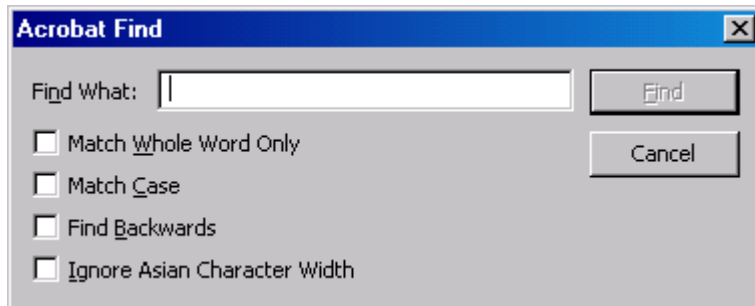 Acrobat Find
Find What:
Find
Match Whole Word Only
Cancel
Match Case
Find Backwards
Ignore Asian Character Width